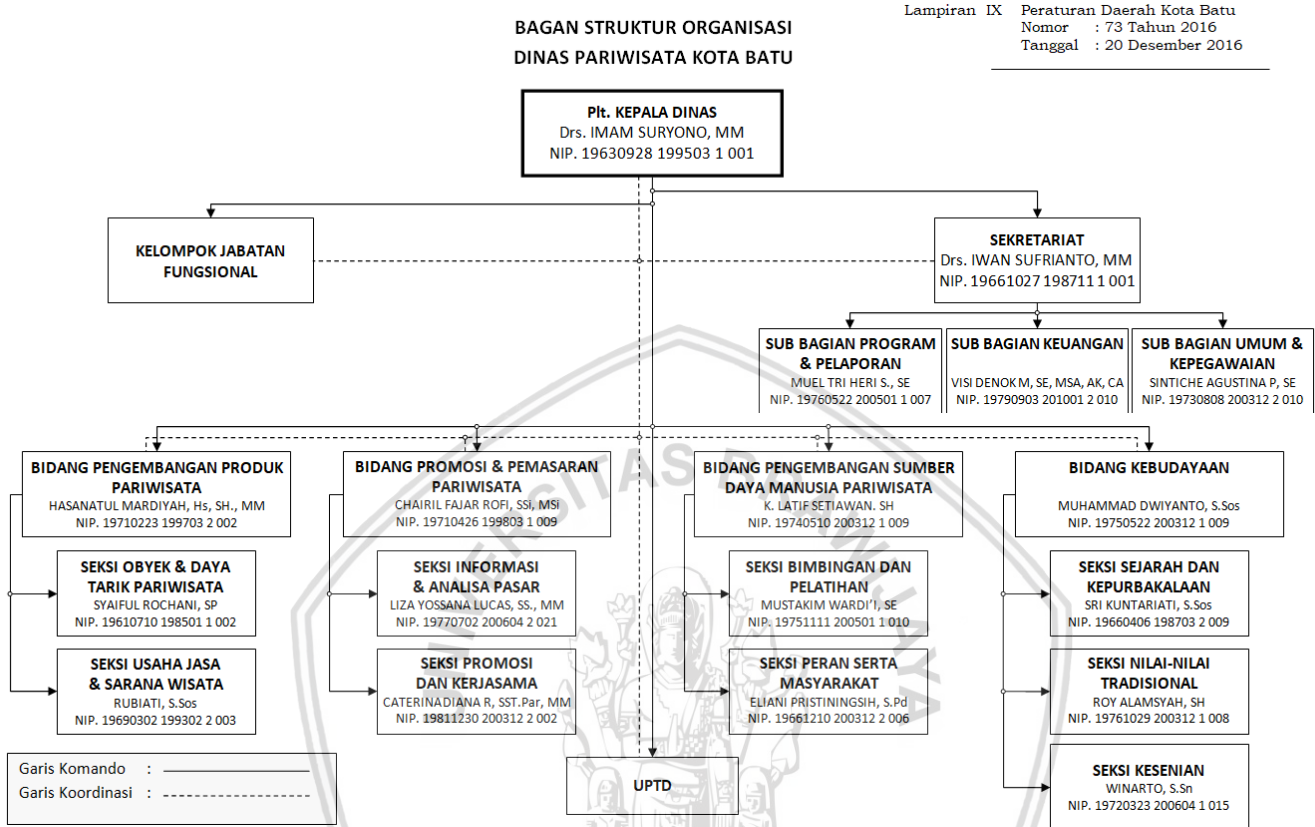 Lampiran IX Peraturan Daerah Kota Batu
Nomor : 73 Tahun 2016
Tanggal : 20 Desember 2016
BAGAN STRUKTUR ORGANISASI
DINAS PARIWISATA KOTA BATU
Plt. KEPALA DINAS
Drs. IMAM SURYONO, MM
NIP. 19630928 199503 1 001
KELOMPOK JABATAN
FUNGSIONAL
SEKRETARIAT
Drs. IWAN SUFRIANTO, MM
NIP. 19661027 198711 1 001
SUB BAGIAN PROGRAM
& PELAPORAN
MUEL TRI HERI S., SE
NIP. 19760522 200501 1 007
SUB BAGIAN KEUANGAN
VISI DENOK M, SE, MSA, AK, CA
NIP. 19790903 201001 2 010
SUB BAGIAN UMUM &
KEPEGAWAIAN
SINTICHE AGUSTINA P, SE
NIP. 19730808 200312 2 010
BIDANG PENGEMBANGAN PRODUK
PARIWISATA
HASANATUL MARDIYAH, Hs, SH., MM
NIP. 19710223 199703 2 002
BIDANG PROMOSI & PEMASARAN
PARIWISATA
CHAIRIL FAJAR ROFI, SSi, MSi
NIP. 19710426 199803 1 009
BIDANG PENGEMBANGAN SUMBER
DAYA MANUSIA PARIWISATA
K. LATIF SETIAWAN. SH
NIP. 19740510 200312 1 009
BIDANG KEBUDAYAAN
MUHAMMAD DWIYANTO, S.Sos
NIP. 19750522 200312 1 009
SEKSI OBYEK & DAYA
TARIK PARIWISATA
SYAIFUL ROCHANI, SP
NIP. 19610710 198501 1 002
SEKSI INFORMASI
& ANALISA PASAR
LIZA YOSSANA LUCAS, SS., MM
NIP. 19770702 200604 2 021
SEKSI BIMBINGAN DAN
PELATIHAN
MUSTAKIM WARDI'I, SE
NIP. 19751111 200501 1 010
SEKSI SEJARAH DAN
KEPURBAKALAAN
SRI KUNTARIATI, S.Sos
NIP. 19660406 198703 2 009
SEKSI USAHA JASA
& SARANA WISATA
RUBIATI, S.Sos
NIP. 19690302 199302 2 003
SEKSI PROMOSI
DAN KERJASAMA
CATERINADIANA R, SST.Par, MM
NIP. 19811230 200312 2 002
SEKSI PERAN SERTA
MASYARAKAT
ELIANI PRISTININGSIH, S.Pd
NIP. 19661210 200312 2 006
SEKSI NILAI-NILAI
TRADISIONAL
ROY ALAMSYAH, SH
NIP. 19761029 200312 1 008
SEKSI KESENIAN
WINARTO, S.Sn
NIP. 19720323 200604 1 015
UPTD
Garis Komando :
Garis Koordinasi :
UNIVERSITAS BRAWIJAYA